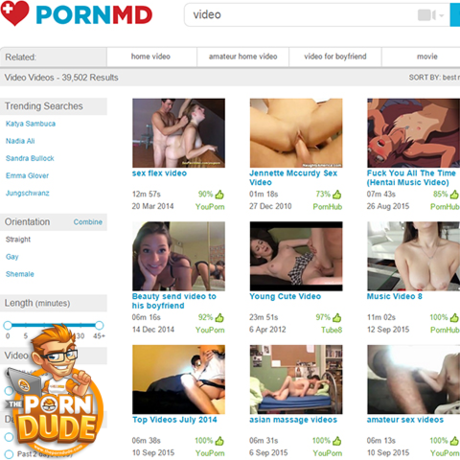 PORNMD
video
Related:
home video
amateur home video
video for boyfriend
movie
Video Videos - 39,502 Results
SORT BY: best
Trending Searches
Katya Sambuca
Nadia Ali
Sandra Bullock
Emma Glover
Jungschwanz
Orientation Combine
Straight
Gay
Shemale
Length (minutes)
0 5 45+
Video
THE PORN DUDE
sex flex video
12m 57s 90%
20 Mar 2014 YouPorn
Jennette Mccurdy Sex
Video
01m 18s 73%
27 Dec 2010 PornHub
Fuck You All The Time
(Hentai Music Video)
07m 43s 85%
26 Aug 2015 PornHub
Beauty send video to
his boyfriend
06m 16s 92%
14 Dec 2014 YouPorn
Young Cute Video
23m 51s 97%
6 Apr 2012 Tube8
Music Video 8
11m 02s 100%
12 Sep 2015 PornHub
Top Videos July 2014
06m 38s 100%
10 Sep 2015 YouPorn
asian massage videos
06m 31s 100%
6 Sep 2015 YouPorn
amateur sex videos
06m 13s 100%
10 Sep 2015 YouPorn